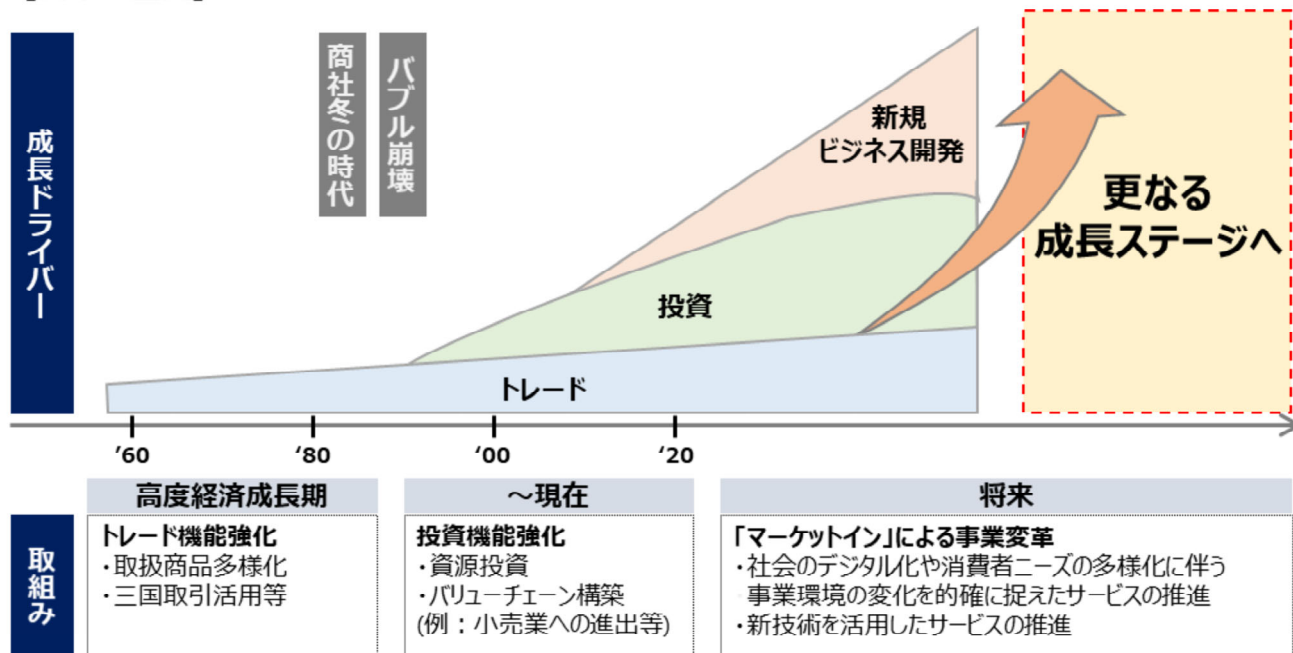 商社冬の時代
バブル崩壊
成長ドライバー
新規
ビジネス開発
更なる
成長ステージへ
投資
トレード
'60
‘80
‘00
‘20
高度経済成長期
～現在
将来
取組み
トレード機能強化
・取扱商品多様化
・三国取引活用等
投資機能強化
・資源投資
・バリューチェーン構築
(例：小売業への進出等)
「マーケットイン」による事業変革
・社会のデジタル化や消費者ニーズの多様化に伴う
事業環境の変化を的確に捉えたサービスの推進
・新技術を活用したサービスの推進